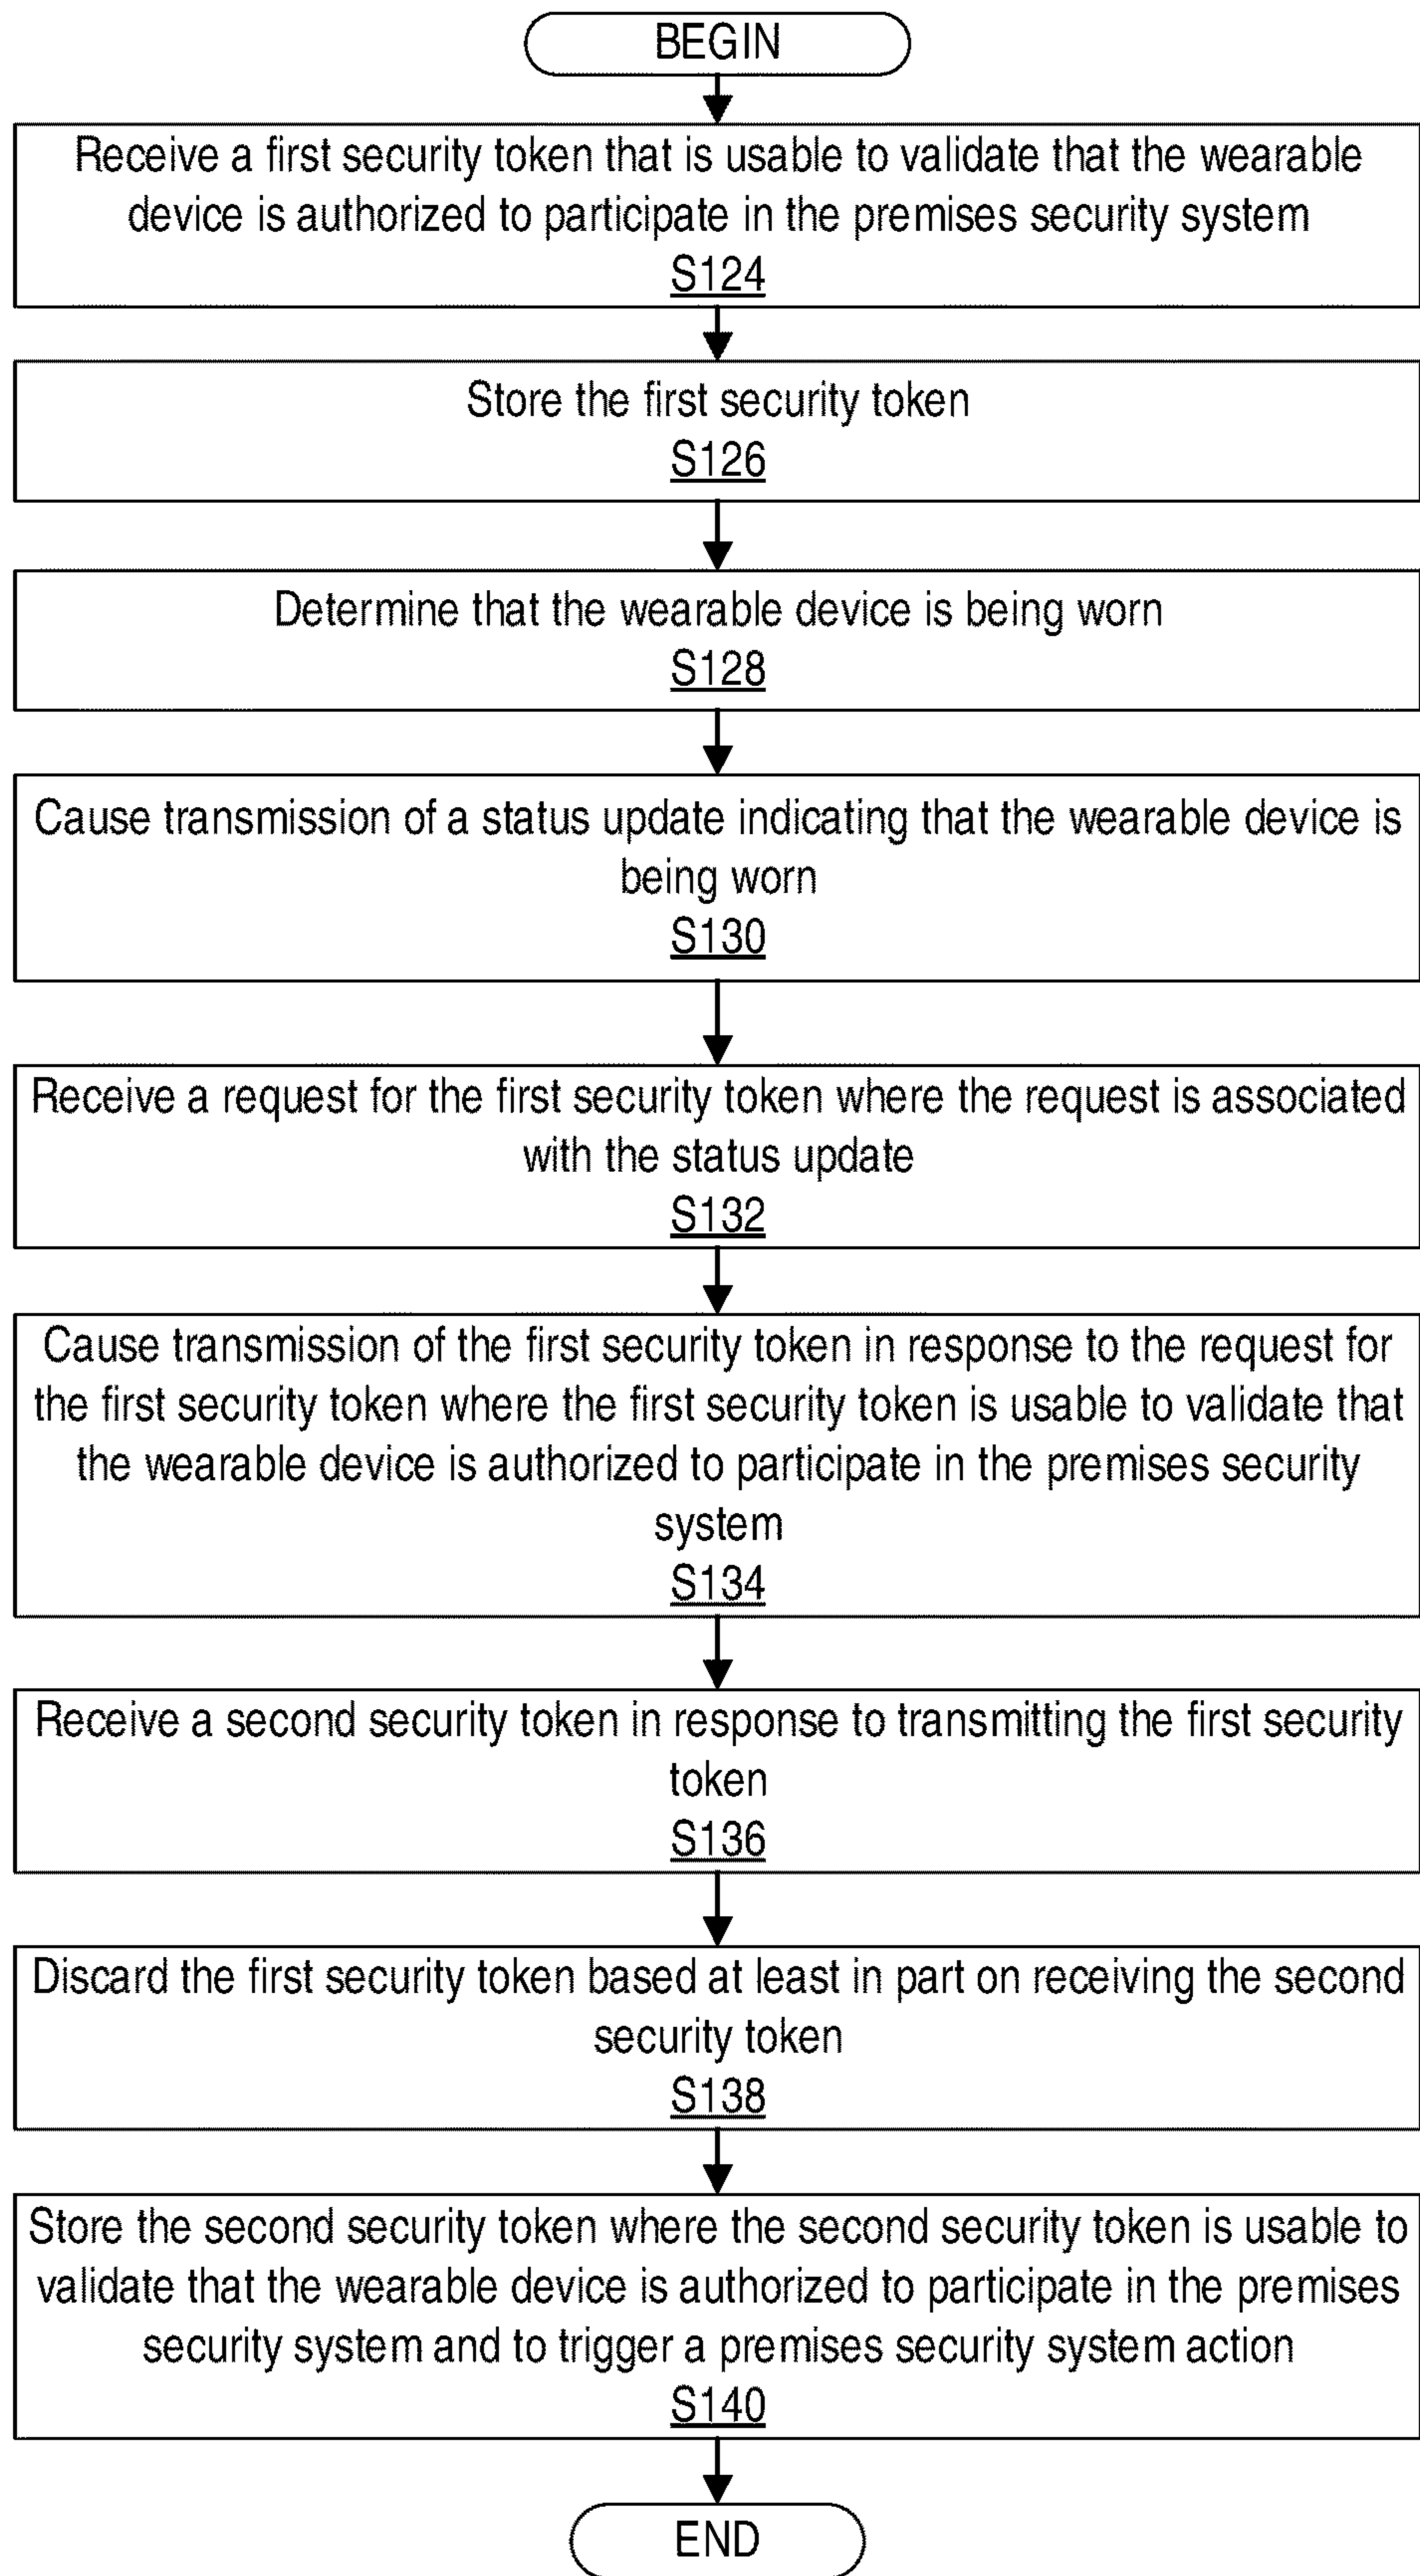 BEGIN
Receive a first security token that is usable to validate that the wearable
device is authorized to participate in the premises security system
S124
Store the first security token
S126
Determine that the wearable device is being worn
S128
Cause transmission of a status update indicating that the wearable device is
being worn
S130
Receive a request for the first security token where the request is associated
with the status update
S132
Cause transmission of the first security token in response to the request for
the first security token where the first security token is usable to validate that
the wearable device is authorized to participate in the premises security
system
S134
Receive a second security token in response to transmitting the first security
token
S136
Discard the first security token based at least in part on receiving the second
security token
S138
Store the second security token where the second security token is usable to
validate that the wearable device is authorized to participate in the premises
security system and to trigger a premises security system action
S140
END